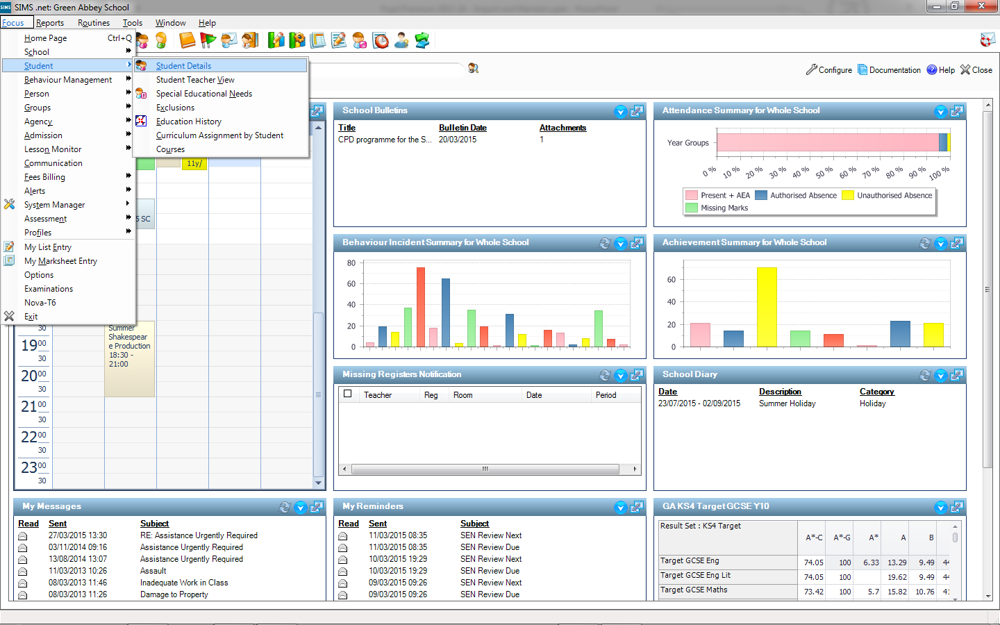 SIMS .net: Green Abbey School
Focus Reports Routines Tools Window Help
Home Page Ctrl+Q
School
Student
Behaviour Management
Person
Groups
Agency
Admission
Lesson Monitor
Communication
Fees Billing
Alerts
System Manager
Assessment
Profiles
My List Entry
My Marksheet Entry
Options
Examinations
Nova-T6
Exit
Student Details
Student Teacher View
Special Educational Needs
Exclusions
Education History
Curriculum Assignment by Student
Courses
Configure Documentation Help Close
11y/
5 SC
30
19 00
30
20 00
30
21 00
30
22 00
30
23 00
30
Summer
Shakespear
e Production
18:30 -
21:00
School Bulletins
Title Bulletin Date Attachments
CPD programme for the S... 20/03/2015 1
Attendance Summary for Whole School
Year Groups
0 % 10 % 20 % 30 % 40 % 50 % 60 % 70 % 80 % 90 % 100 %
Present + AEA Authorised Absence Unauthorised Absence
Missing Marks
Behaviour Incident Summary for Whole School
80
60
40
20
0
Achievement Summary for Whole School
60
40
20
0
Missing Registers Notification
Teacher Reg Room Date Period
School Diary
Date Description Category
23/07/2015 - 02/09/2015 Summer Holiday Holiday
My Messages
Read Sent Subject
27/03/2015 13:30 RE: Assistance Urgently Required
03/11/2014 09:16 Assistance Urgently Required
13/08/2014 13:07 Assistance Urgently Required
11/03/2013 10:26 Assault
08/03/2013 11:46 Inadequate Work in Class
08/03/2013 11:26 Damage to Property
My Reminders
Read Sent Subject
11/03/2015 08:35 SEN Review Next
11/03/2015 08:35 SEN Review Due
10/03/2015 19:29 SEN Review Next
10/03/2015 19:29 SEN Review Due
09/03/2015 09:26 SEN Review Next
09/03/2015 09:26 SEN Review Due
GA KS4 Target GCSE Y10
Result Set : KS4 Target
A*-C A*-G A* A B
Target GCSE Eng 74.05 100 6.33 13.29 9.49 44
Target GCSE Eng Lit 74.05 100 19.62 9.49 44
Target GCSE Maths 73.42 100 5.7 15.82 10.76 41